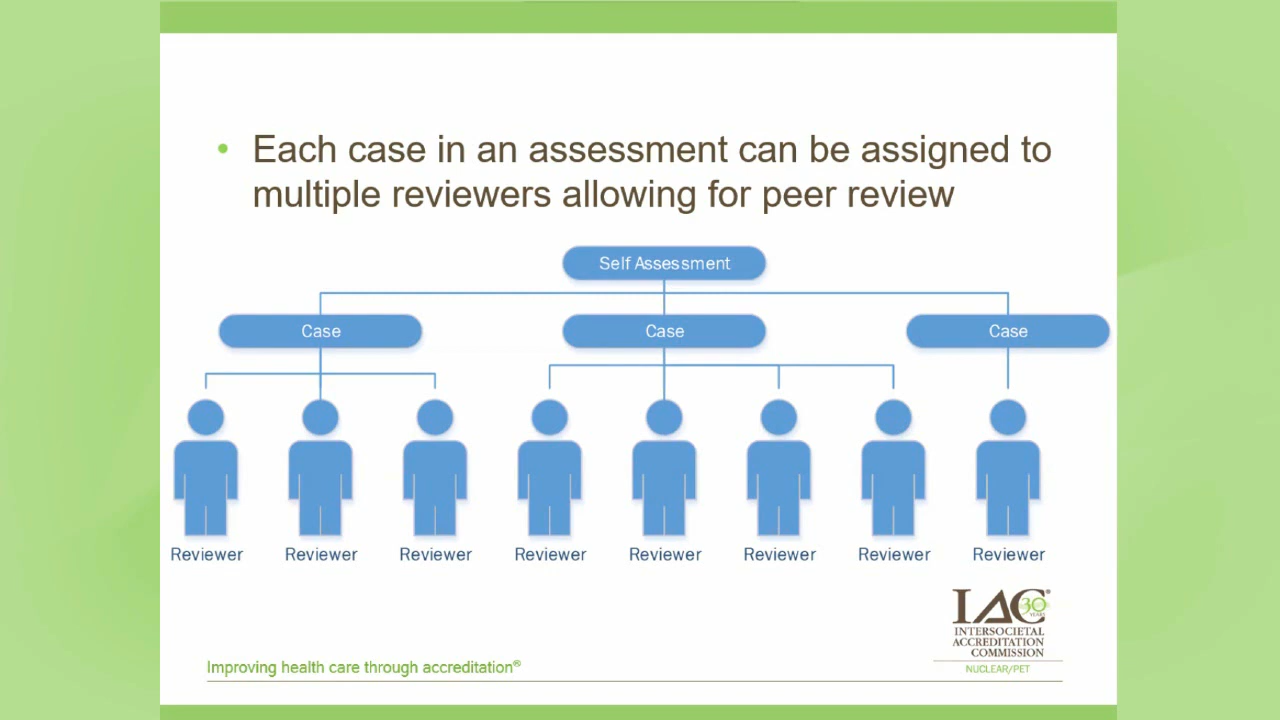 • Each case in an assessment can be assigned to
multiple reviewers allowing for peer review
Self Assessment
Case Case Case
Reviewer Reviewer Reviewer Reviewer Reviewer Reviewer Reviewer Reviewer
IAC®
30
YEARS
INTERSOCIETAL
ACCREDITATION
COMMISSION
NUCLEAR/PET
Improving health care through accreditation®